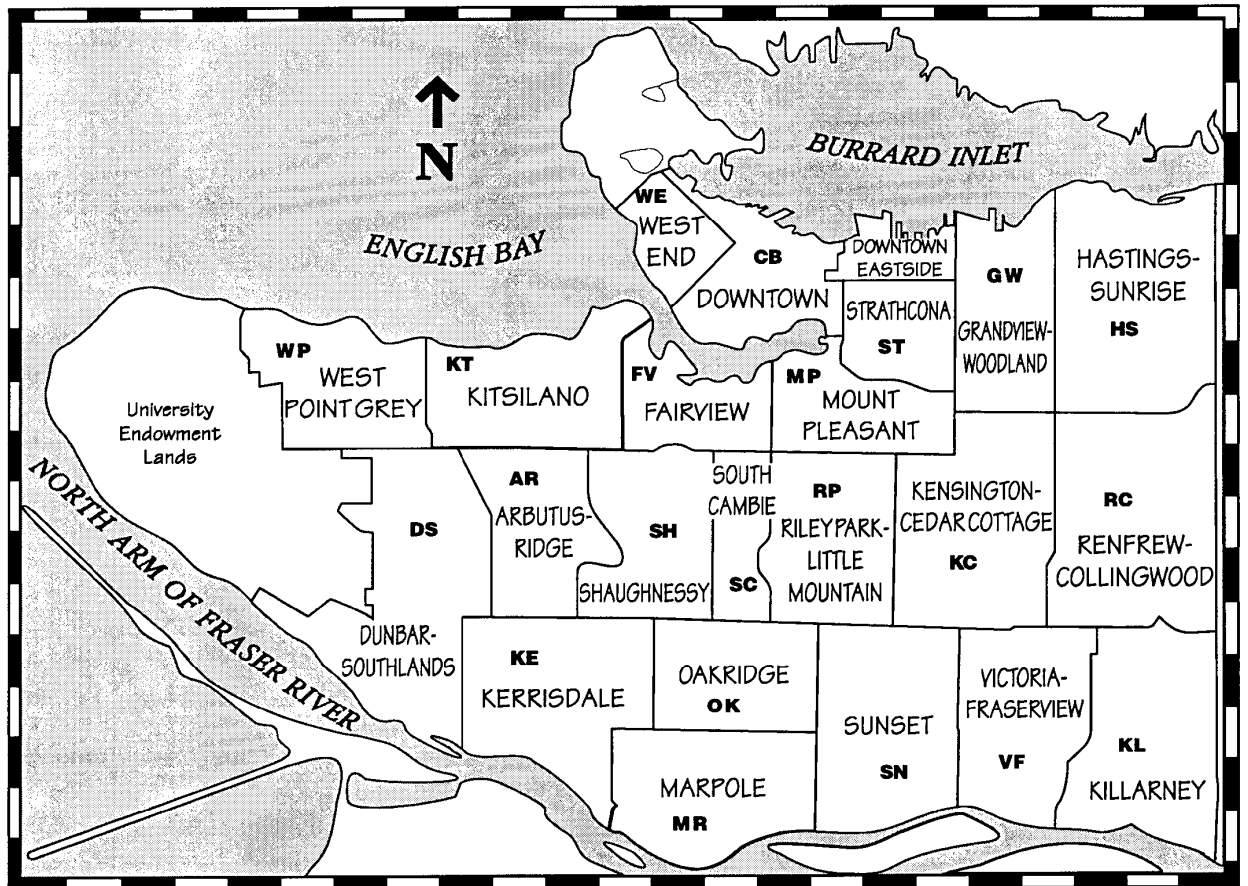 N
BURRARD INLET
ENGLISH BAY
WE
WEST
END
CB
DOWNTOWN
DOWNTOWN
EASTSIDE
STRATHCONA
ST
GW
GRANDVIEW-
WOODLAND
HASTINGS-
SUNRISE
HS
WP
WEST
POINT GREY
KT
KITSILANO
FV
FAIRVIEW
MP
MOUNT
PLEASANT
University
Endowment
Lands
NORTH ARM OF FRASER RIVER
DS
DUNBAR-
SOUTHLANDS
AR
ARBUTUS-
RIDGE
SH
SHAUGHNESSY
SOUTH
CAMBIE
SC
RP
RILEY PARK-
LITTLE
MOUNTAIN
KENSINGTON-
CEDAR COTTAGE
KC
RC
RENFREW-
COLLINGWOOD
KE
KERRISDALE
OAKRIDGE
OK
MARPOLE
MR
SUNSET
SN
VICTORIA-
FRASERVIEW
VF
KL
KILLARNEY